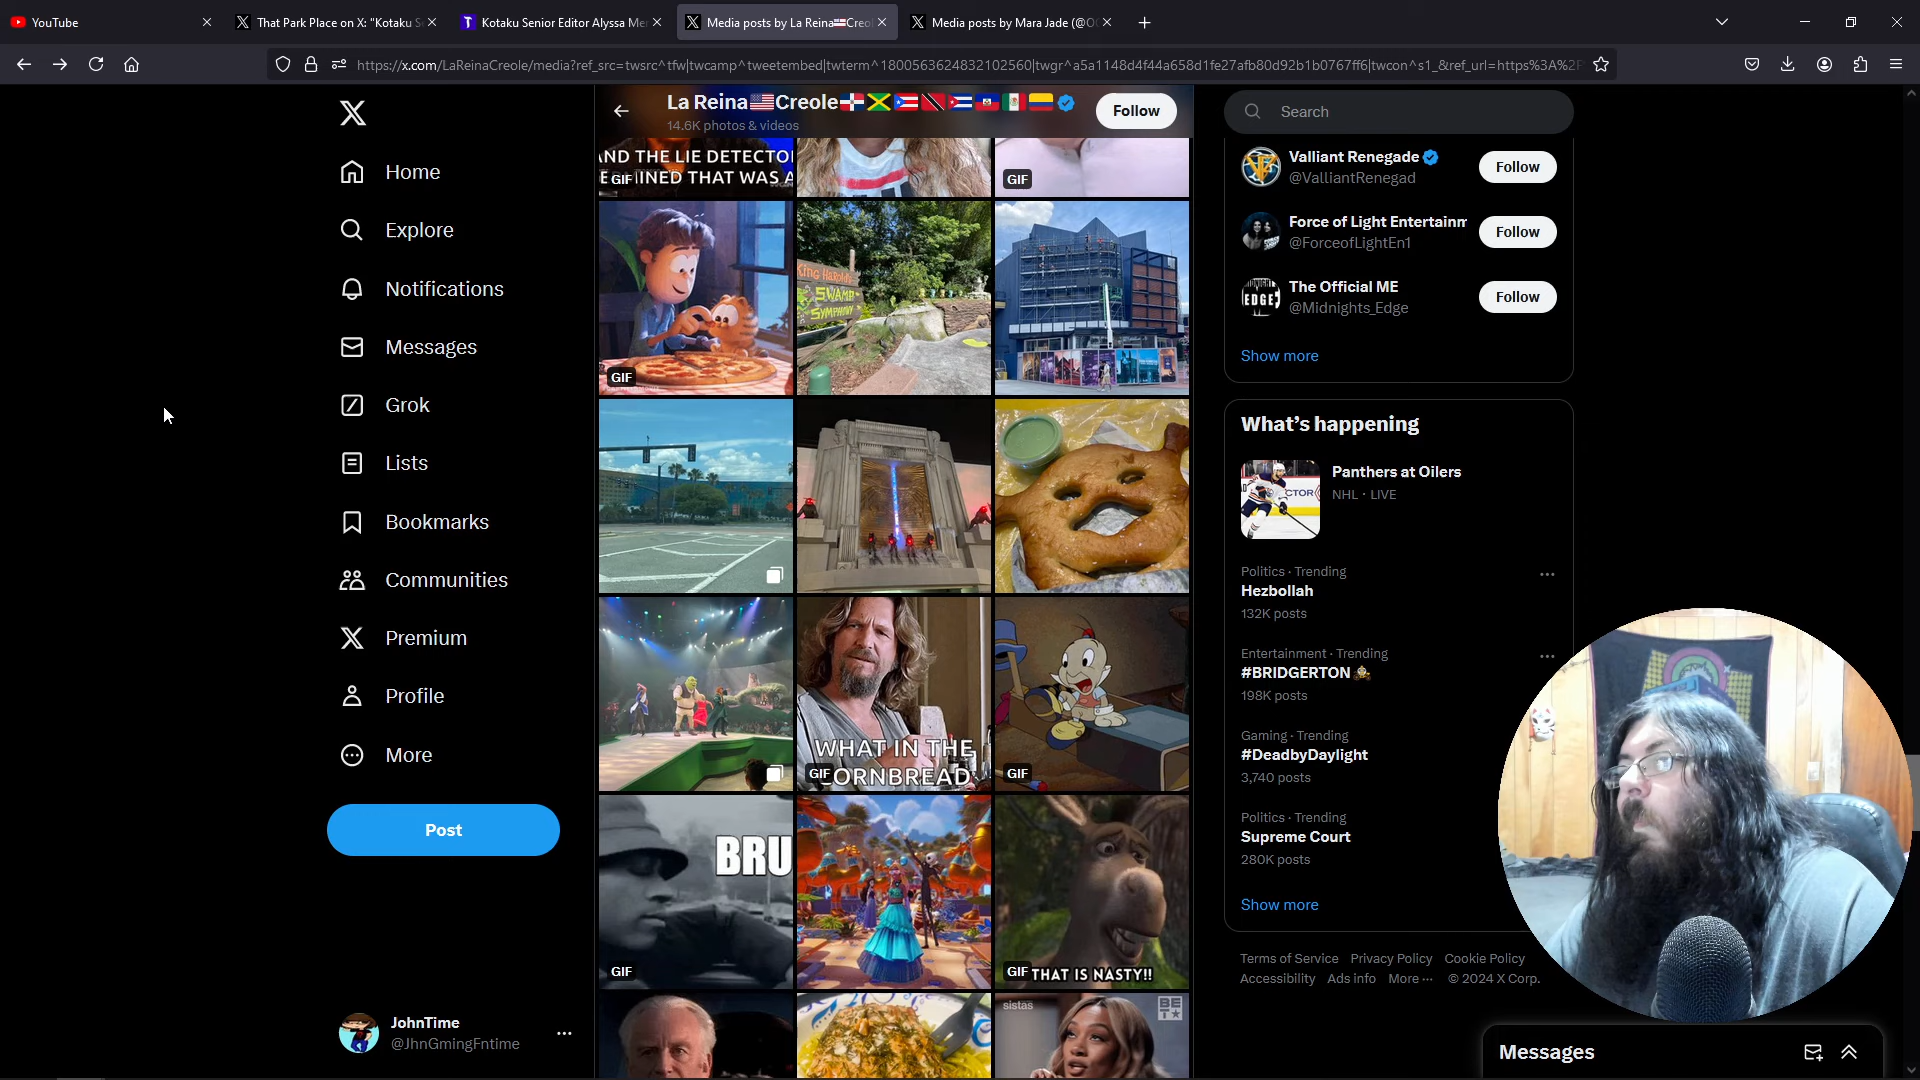 YouTube
That Park Place on X: "Kotaku S
Kotaku Senior Editor Alyssa Me
Media posts by La Reina🇺🇸Creo
Media posts by Mara Jade (@O
https://x.com/LaReinaCreole/media?ref_src=twsrc^tfw|twcamp^tweetembed|twterm^1800563624832102560|twgr^a5a1148d4f44a658d1fe27afb80d92b1b0767ff6|twcon^s1_&ref_url=https%3A%2F
La Reina🇺🇸Creole🇩🇴🇯🇲🇵🇷🇹🇹🇨🇺🇭🇹🇲🇽🇨🇴
14.6K photos & videos
Follow
Home
Explore
Notifications
Messages
Grok
Lists
Bookmarks
Communities
Premium
Profile
More
Post
JohnTime
@JhnGmingFntime
AND THE LIE DETECTO
E
MINED THAT WAS A
GIF
GIF
GIF
King Harold's
SWAMP
SYMPHONY
WHAT IN THE
GIF
ORNBREAD
GIF
BRU
GIF
GIF
THAT IS NASTY!!
sistas
BET
Search
Valliant Renegade
@ValliantRenegad
Follow
Force of Light Entertainm
@ForceofLightEn1
Follow
MIDNIGHT'S
EDGE
The Official ME
@Midnights_Edge
Follow
Show more
What's happening
Panthers at Oilers
NHL · LIVE
Politics · Trending
Hezbollah
132K posts
Entertainment · Trending
#BRIDGERTON
198K posts
Gaming · Trending
#DeadbyDaylight
3,740 posts
Politics · Trending
Supreme Court
280K posts
Show more
Terms of Service Privacy Policy Cookie Policy
Accessibility Ads info More ··· © 2024 X Corp.
Messages